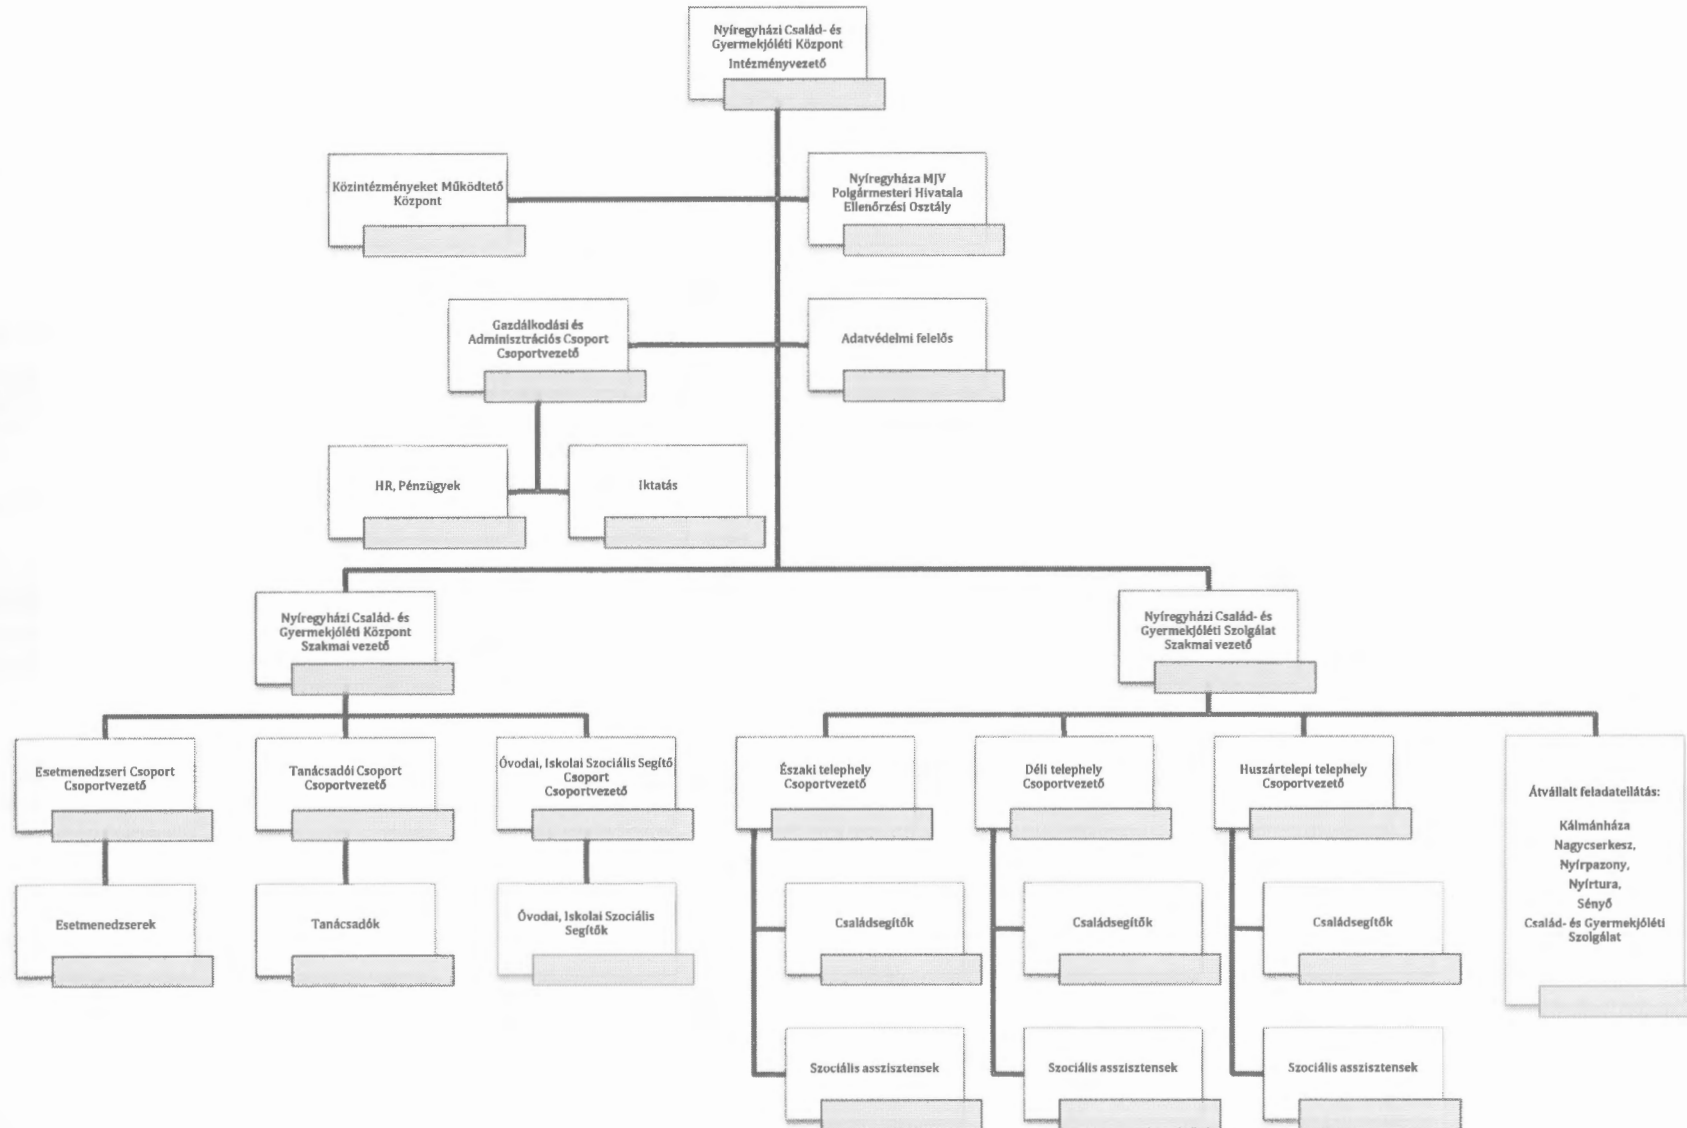 Nyíregyházi Család- és
Gyermekjóléti Központ
Intézményvezető
Közintézményeket Működtető
Központ
Nyíregyháza MJV
Polgármesteri Hivatala
Ellenőrzési Osztály
Gazdálkodási és
Adminisztrációs Csoport
Csoportvezető
Adatvédelmi felelős
HR, Pénzügyek
Iktatás
Nyíregyházi Család- és
Gyermekjóléti Központ
Szakmai vezető
Nyíregyházi Család- és
Gyermekjóléti Szolgálat
Szakmai vezető
Esetmenedzseri Csoport
Csoportvezető
Tanácsadói Csoport
Csoportvezető
Óvodai, Iskolai Szociális Segítő
Csoport
Csoportvezető
Északi telephely
Csoportvezető
Déli telephely
Csoportvezető
Huszártelepi telephely
Csoportvezető
Átvállalt feladatellátás:
Kálmánháza
Nagycserkesz,
Nyírpazony,
Nyírtura,
Sényő
Család- és Gyermekjóléti
Szolgálat
Esetmenedzserek
Tanácsadók
Óvodai, Iskolai Szociális
Segítők
Családsegítők
Családsegítők
Családsegítők
Szociális asszisztensek
Szociális asszisztensek
Szociális asszisztensek